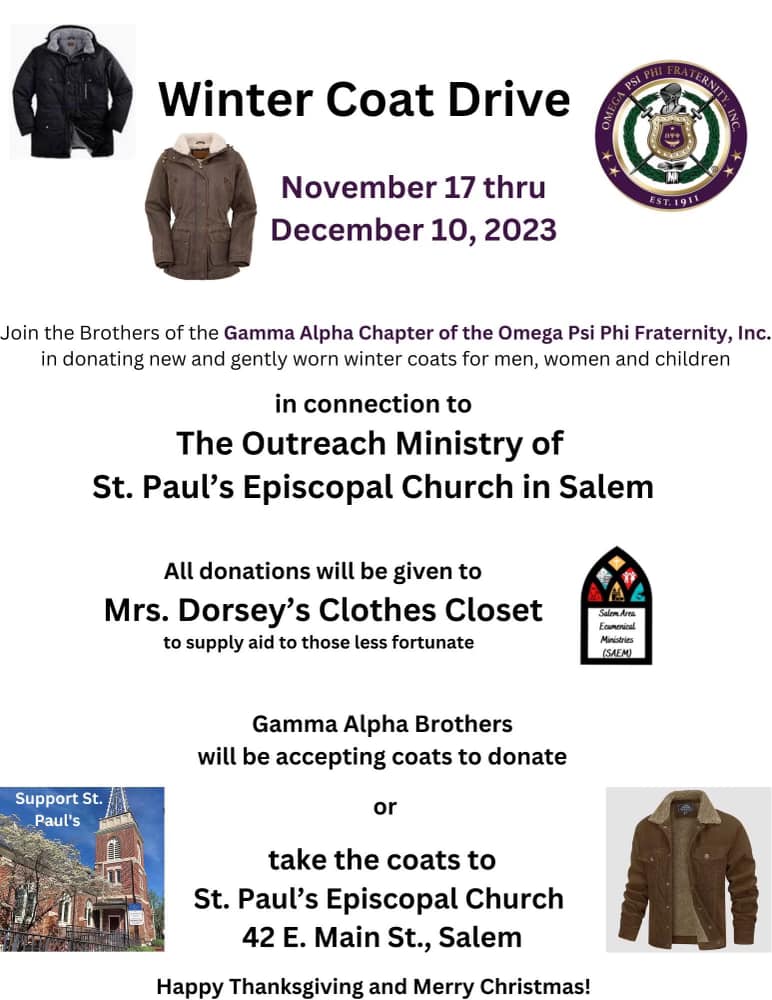 Winter Coat Drive
OMEGA PSI PHI FRATERNITY, INC.
ΩΨΦ
EST. 1911
November 17 thru
December 10, 2023
Join the Brothers of the Gamma Alpha Chapter of the Omega Psi Phi Fraternity, Inc.
in donating new and gently worn winter coats for men, women and children
in connection to
The Outreach Ministry of
St. Paul’s Episcopal Church in Salem
All donations will be given to
Mrs. Dorsey’s Clothes Closet
to supply aid to those less fortunate
Salem Area
Ecumenical
Ministries
(SAEM)
Gamma Alpha Brothers
will be accepting coats to donate
Support St.
Paul’s
or
take the coats to
St. Paul’s Episcopal Church
42 E. Main St., Salem
Happy Thanksgiving and Merry Christmas!